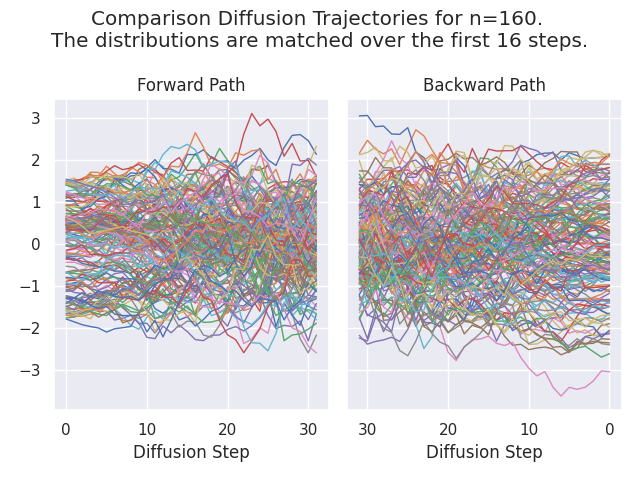 Comparison Diffusion Trajectories for n=160.
The distributions are matched over the first 16 steps.
Forward Path
Backward Path
3
2
1
0
−1
−2
−3
0
10
20
30
30
20
10
0
Diffusion Step
Diffusion Step